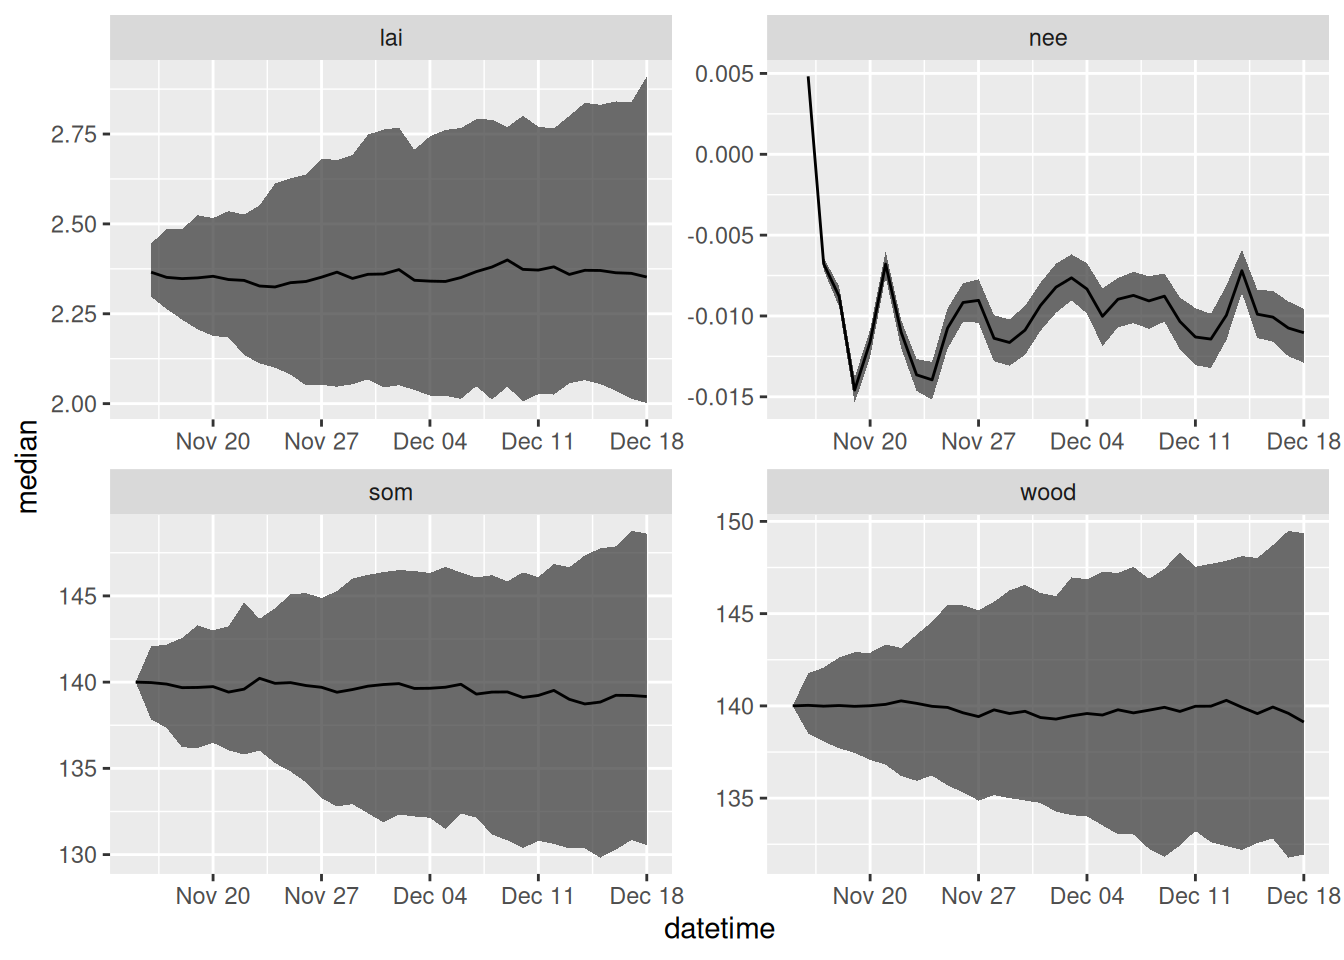 lai
nee
2.75
2.50
2.25
2.00
0.005
0.000
-0.005
-0.010
-0.015
Nov 20 Nov 27 Dec 04 Dec 11 Dec 18
Nov 20 Nov 27 Dec 04 Dec 11 Dec 18
median
som
wood
145
140
135
130
150
145
140
135
Nov 20 Nov 27 Dec 04 Dec 11 Dec 18
Nov 20 Nov 27 Dec 04 Dec 11 Dec 18
datetime